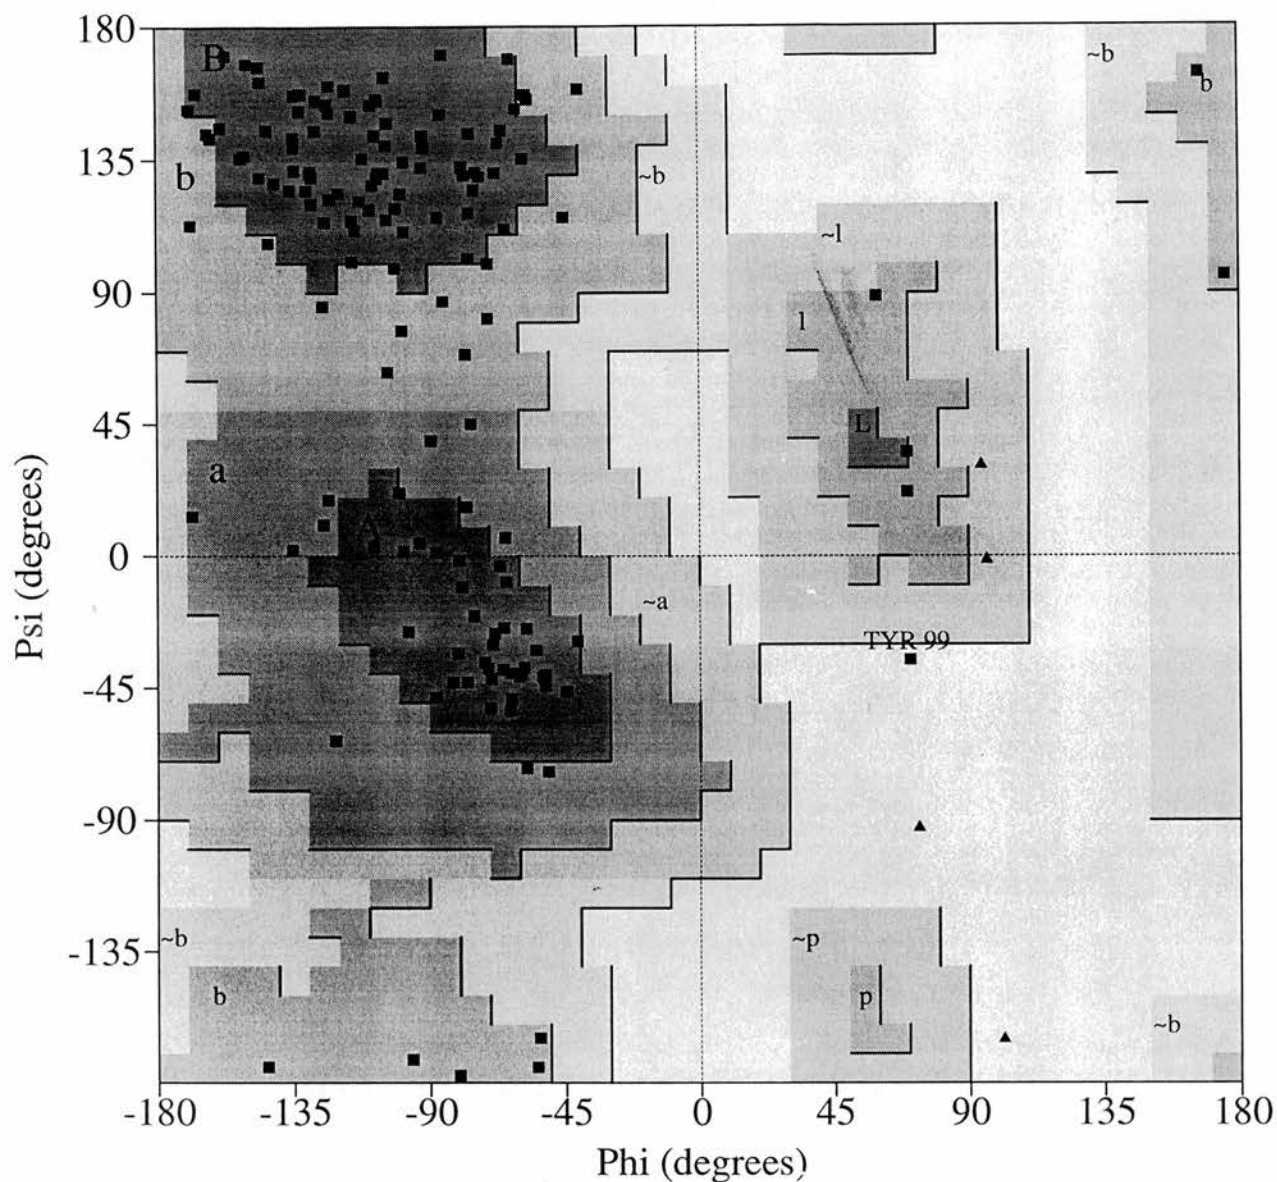 180
B
~b
b
135
b
~b
~l
90
l
45
L
a
A
Psi (degrees)
0
~a
TYR 99
-45
-90
~b
~p
-135
b
p
~b
-180 -135 -90 -45 0 45 90 135 180
Phi (degrees)